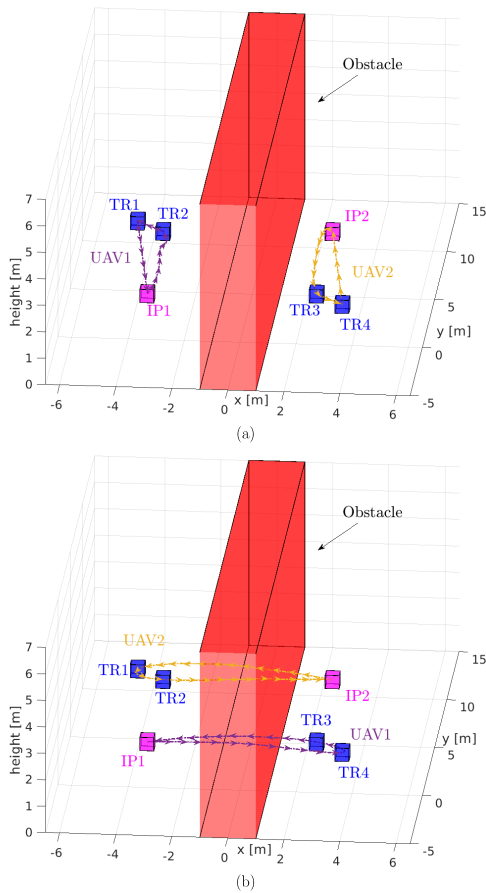 Obstacle
TR1
TR2
IP2
UAV1
UAV2
IP1
TR3
TR4
height [m]
7
6
5
4
3
2
1
0
-6
-4
-2
0
2
4
6
x [m]
y [m]
15
10
5
0
-5
(a)
Obstacle
UAV2
TR1
TR2
IP2
TR3
UAV1
IP1
TR4
height [m]
7
6
5
4
3
2
1
0
-6
-4
-2
0
2
4
6
x [m]
y [m]
15
10
5
0
-5
(b)